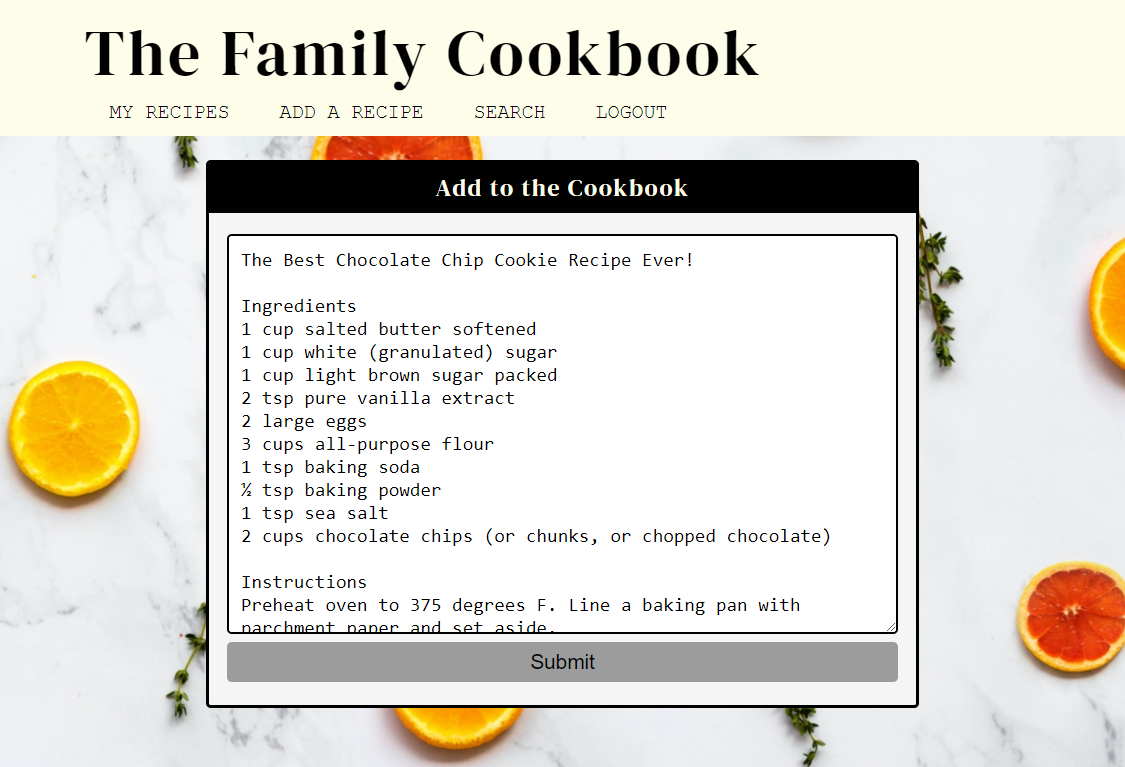 The Family Cookbook
MY RECIPES ADD A RECIPE SEARCH LOGOUT
Add to the Cookbook
The Best Chocolate Chip Cookie Recipe Ever!
Ingredients
1 cup salted butter softened
1 cup white (granulated) sugar
1 cup light brown sugar packed
2 tsp pure vanilla extract
2 large eggs
3 cups all-purpose flour
1 tsp baking soda
½ tsp baking powder
1 tsp sea salt
2 cups chocolate chips (or chunks, or chopped chocolate)
Instructions
Preheat oven to 375 degrees F. Line a baking pan with
parchment paper and set aside.
Submit